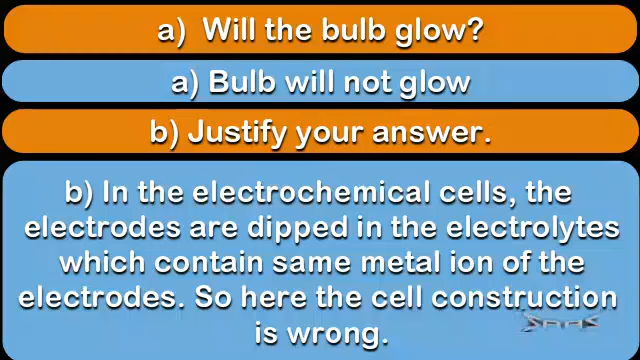 a) Will the bulb glow?
a) Bulb will not glow
b) Justify your answer.
b) In the electrochemical cells, the
electrodes are dipped in the electrolytes
which contain same metal ion of the
electrodes. So here the cell construction
is wrong.